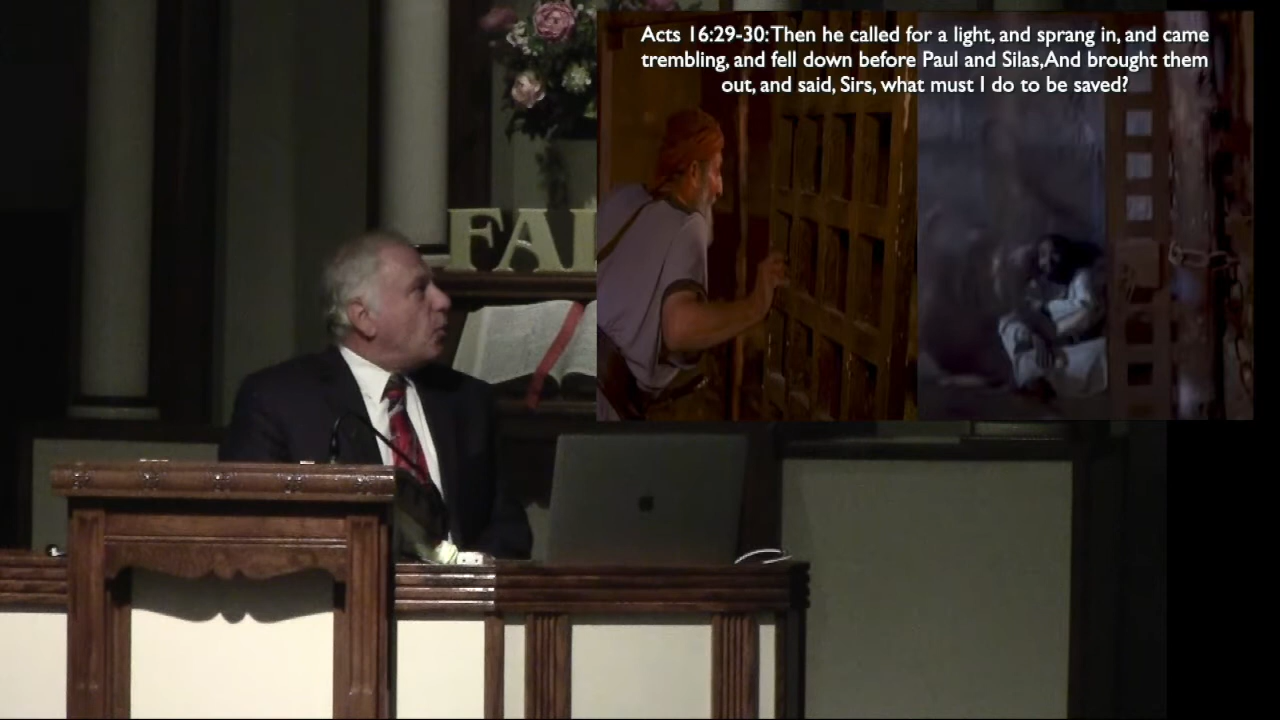 Acts 16:29-30:Then he called for a light, and sprang in, and came
trembling, and fell down before Paul and Silas,And brought them
out, and said, Sirs, what must I do to be saved?
FAI